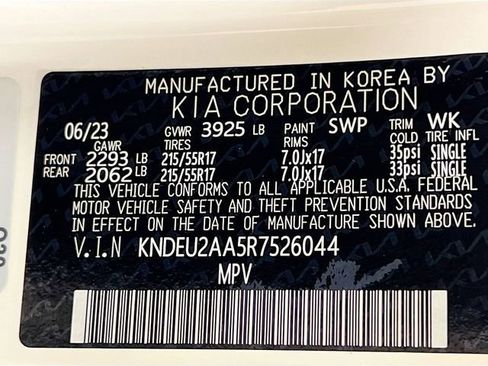 MANUFACTURED IN KOREA BY
KIA CORPORATION
06/23 GVWR 3925 LB PAINT SWP TRIM WK
GAWR TIRES RIMS COLD TIRE INFL
FRONT 2293 LB 215/55R17 7.0Jx17 35psi SINGLE
REAR 2062 LB 215/55R17 7.0Jx17 33psi SINGLE
THIS VEHICLE CONFORMS TO ALL APPLICABLE U.S.A. FEDERAL
MOTOR VEHICLE SAFETY AND THEFT PREVENTION STANDARDS
IN EFFECT ON THE DATE OF MANUFACTURE SHOWN ABOVE.
V.I.N KNDEU2AA5R7526044
MPV